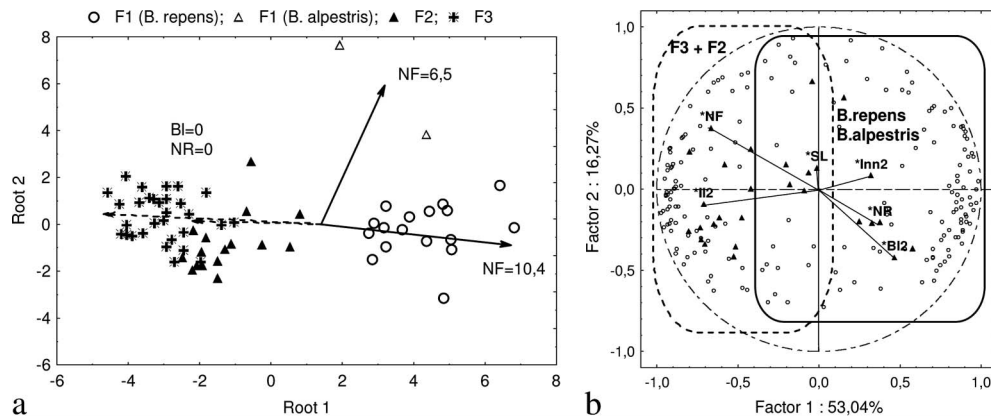 F1 (B. repens); F1 (B. alpestris); F2; F3
8
6
4
2
0
-2
-4
-6
Root 2
NF=6,5
BI=0
NR=0
NF=10,4
-6 -4 -2 0 2 4 6 8
Root 1
a
1,0
0,5
0,0
-0,5
-1,0
Factor 2 : 16,27%
F3 + F2
B.repens
B.alpestris
*NF
*SL
*Inn2
*Il2
*NR
*BI2
-1,0 -0,5 0,0 0,5 1,0
Factor 1 : 53,04%
b